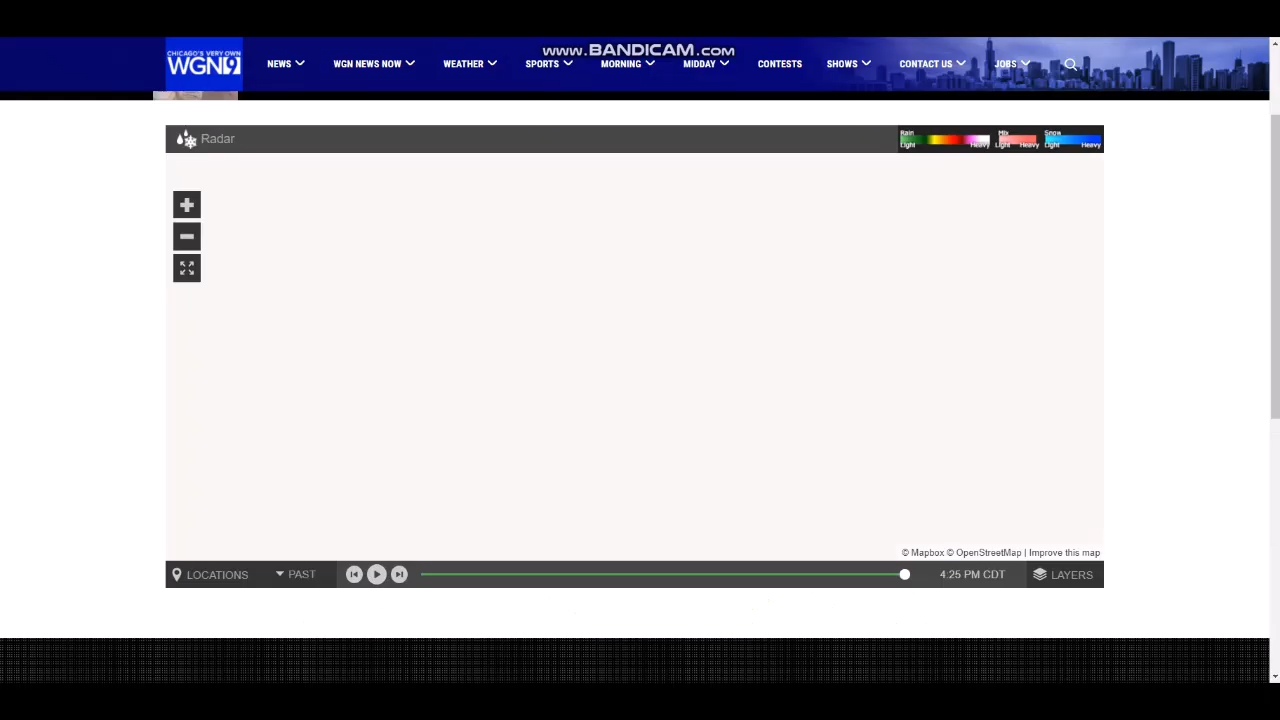 www.BANDICAM.com
CHICAGO'S VERY OWN
WGN9
NEWS WGN NEWS NOW WEATHER SPORTS MORNING MIDDAY CONTESTS SHOWS CONTACT US JOBS
Radar
Rain Mix Snow
Light Heavy Light Heavy Light Heavy
© Mapbox © OpenStreetMap | Improve this map
LOCATIONS PAST 4:25 PM CDT LAYERS